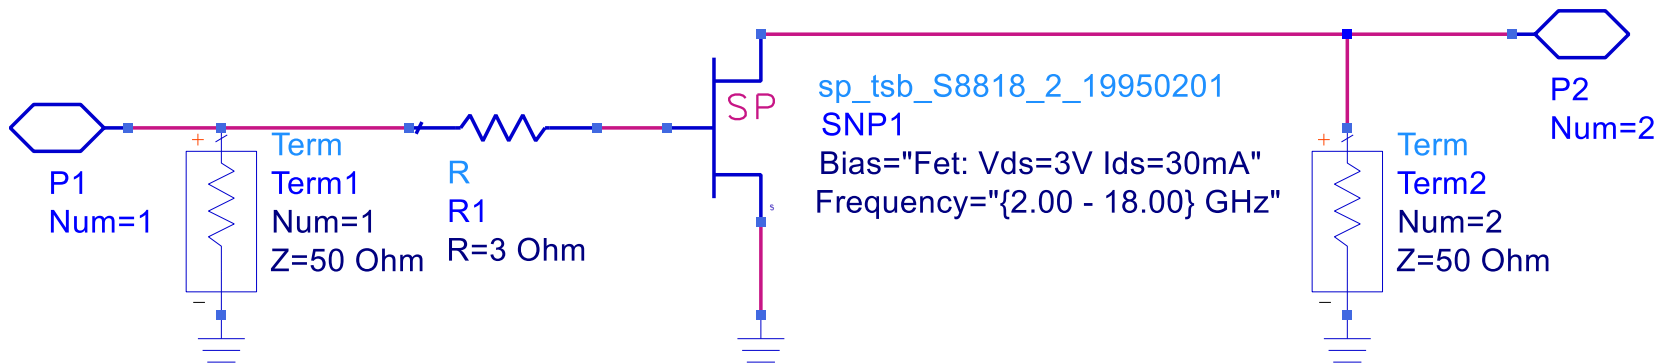 SP
sp_tsb_S8818_2_19950201
SNP1
Bias="Fet: Vds=3V Ids=30mA"
Frequency="{2.00 - 18.00} GHz"
s
P1
Num=1
+
Term
Term1
Num=1
Z=50 Ohm
−
R
R1
R=3 Ohm
+
Term
Term2
Num=2
Z=50 Ohm
−
P2
Num=2